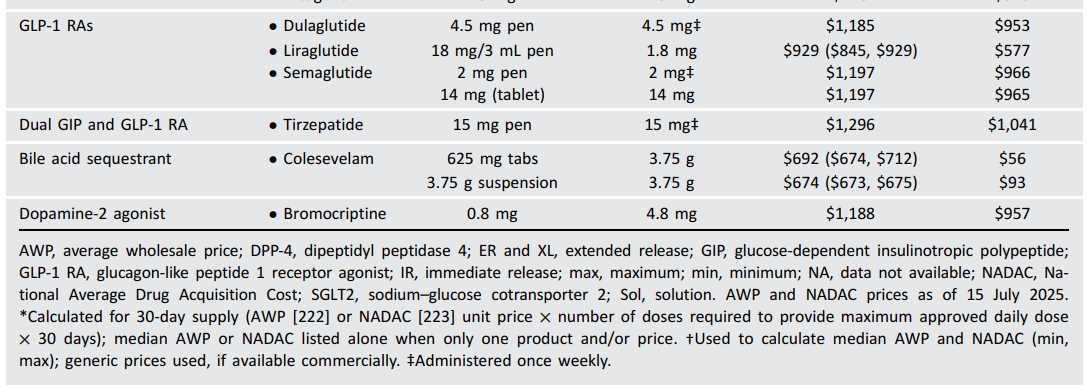 GLP-1 RAs • Dulaglutide 4.5 mg pen 4.5 mg‡ $1,185 $953
• Liraglutide 18 mg/3 mL pen 1.8 mg $929 ($845, $929) $577
• Semaglutide 2 mg pen 2 mg‡ $1,197 $966
14 mg (tablet) 14 mg $1,197 $965
Dual GIP and GLP-1 RA • Tirzepatide 15 mg pen 15 mg‡ $1,296 $1,041
Bile acid sequestrant • Colesevelam 625 mg tabs 3.75 g $692 ($674, $712) $56
3.75 g suspension 3.75 g $674 ($673, $675) $93
Dopamine-2 agonist • Bromocriptine 0.8 mg 4.8 mg $1,188 $957
AWP, average wholesale price; DPP-4, dipeptidyl peptidase 4; ER and XL, extended release; GIP, glucose-dependent insulinotropic polypeptide;
GLP-1 RA, glucagon-like peptide 1 receptor agonist; IR, immediate release; max, maximum; min, minimum; NA, data not available; NADAC, Na-
tional Average Drug Acquisition Cost; SGLT2, sodium–glucose cotransporter 2; Sol, solution. AWP and NADAC prices as of 15 July 2025.
*Calculated for 30-day supply (AWP [222] or NADAC [223] unit price × number of doses required to provide maximum approved daily dose
× 30 days); median AWP or NADAC listed alone when only one product and/or price. †Used to calculate median AWP and NADAC (min,
max); generic prices used, if available commercially. ‡Administered once weekly.